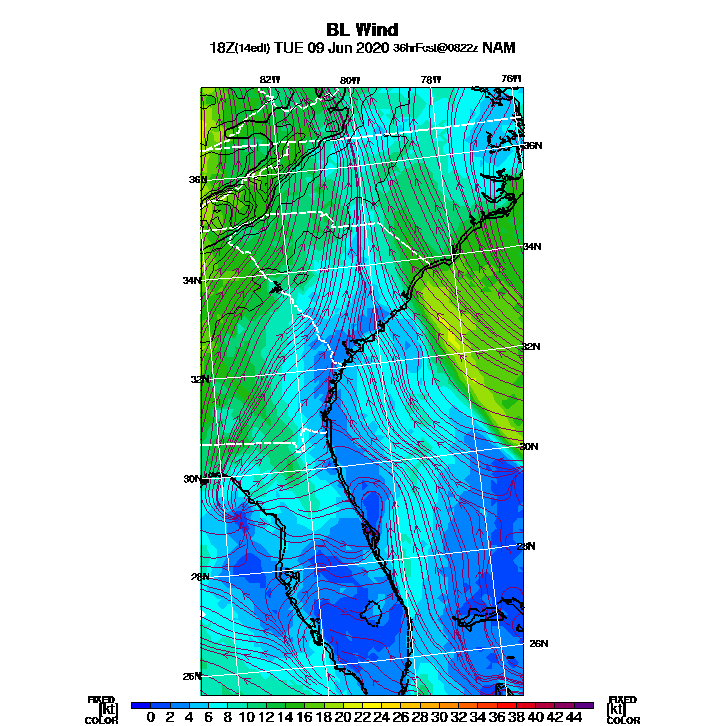 BL Wind
18Z(14edt) TUE 09 Jun 2020 36hrFcst@0822z NAM
82W 80W 78W 76W
36N
36N
34N
34N
32N
32N
30N
30N
28N
28N
26N
26N
FIXED FIXED
[kt] 0 2 4 6 8 10 12 14 16 18 20 22 24 26 28 30 32 34 36 38 40 42 44 [kt]
COLOR COLOR